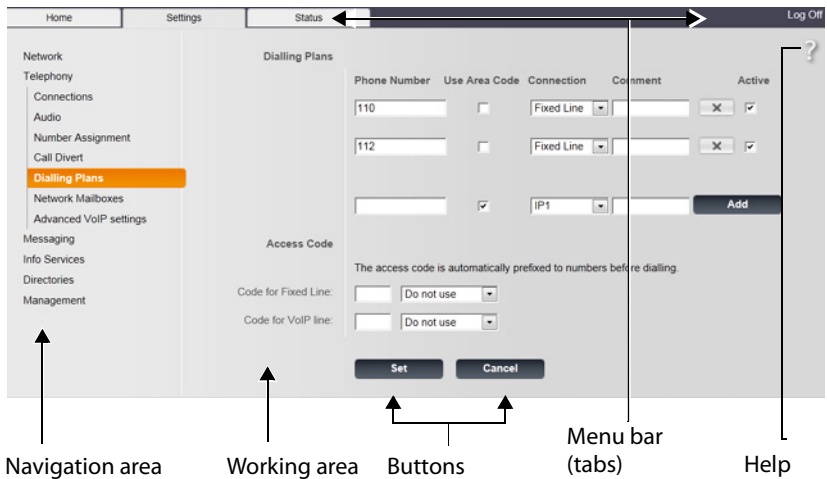 Home Settings Status Log Off
Network
Telephony
Connections
Audio
Number Assignment
Call Divert
Dialling Plans
Network Mailboxes
Advanced VoIP settings
Messaging
Info Services
Directories
Management
Dialling Plans
Phone Number Use Area Code Connection Comment Active
110 Fixed Line
112 Fixed Line
IP1 Add
Access Code
The access code is automatically prefixed to numbers before dialling.
Code for Fixed Line: Do not use
Code for VoIP line: Do not use
Set Cancel
?
Navigation area
Working area
Buttons
Menu bar
(tabs)
Help